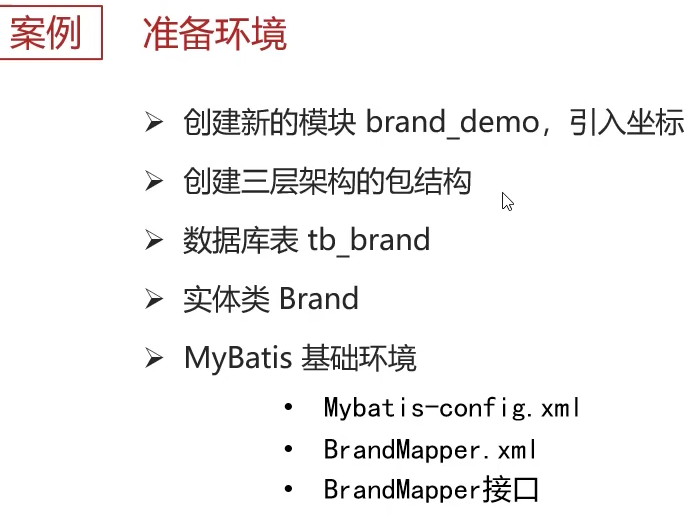 案例 准备环境
创建新的模块 brand_demo，引入坐标
创建三层架构的包结构
数据库表 tb_brand
实体类 Brand
MyBatis 基础环境
Mybatis-config.xml
BrandMapper.xml
BrandMapper接口